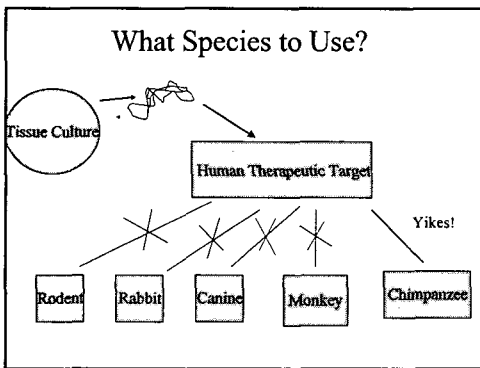 What Species to Use?
Tissue Culture
Human Therapeutic Target
Yikes!
Rodent
Rabbit
Canine
Monkey
Chimpanzee